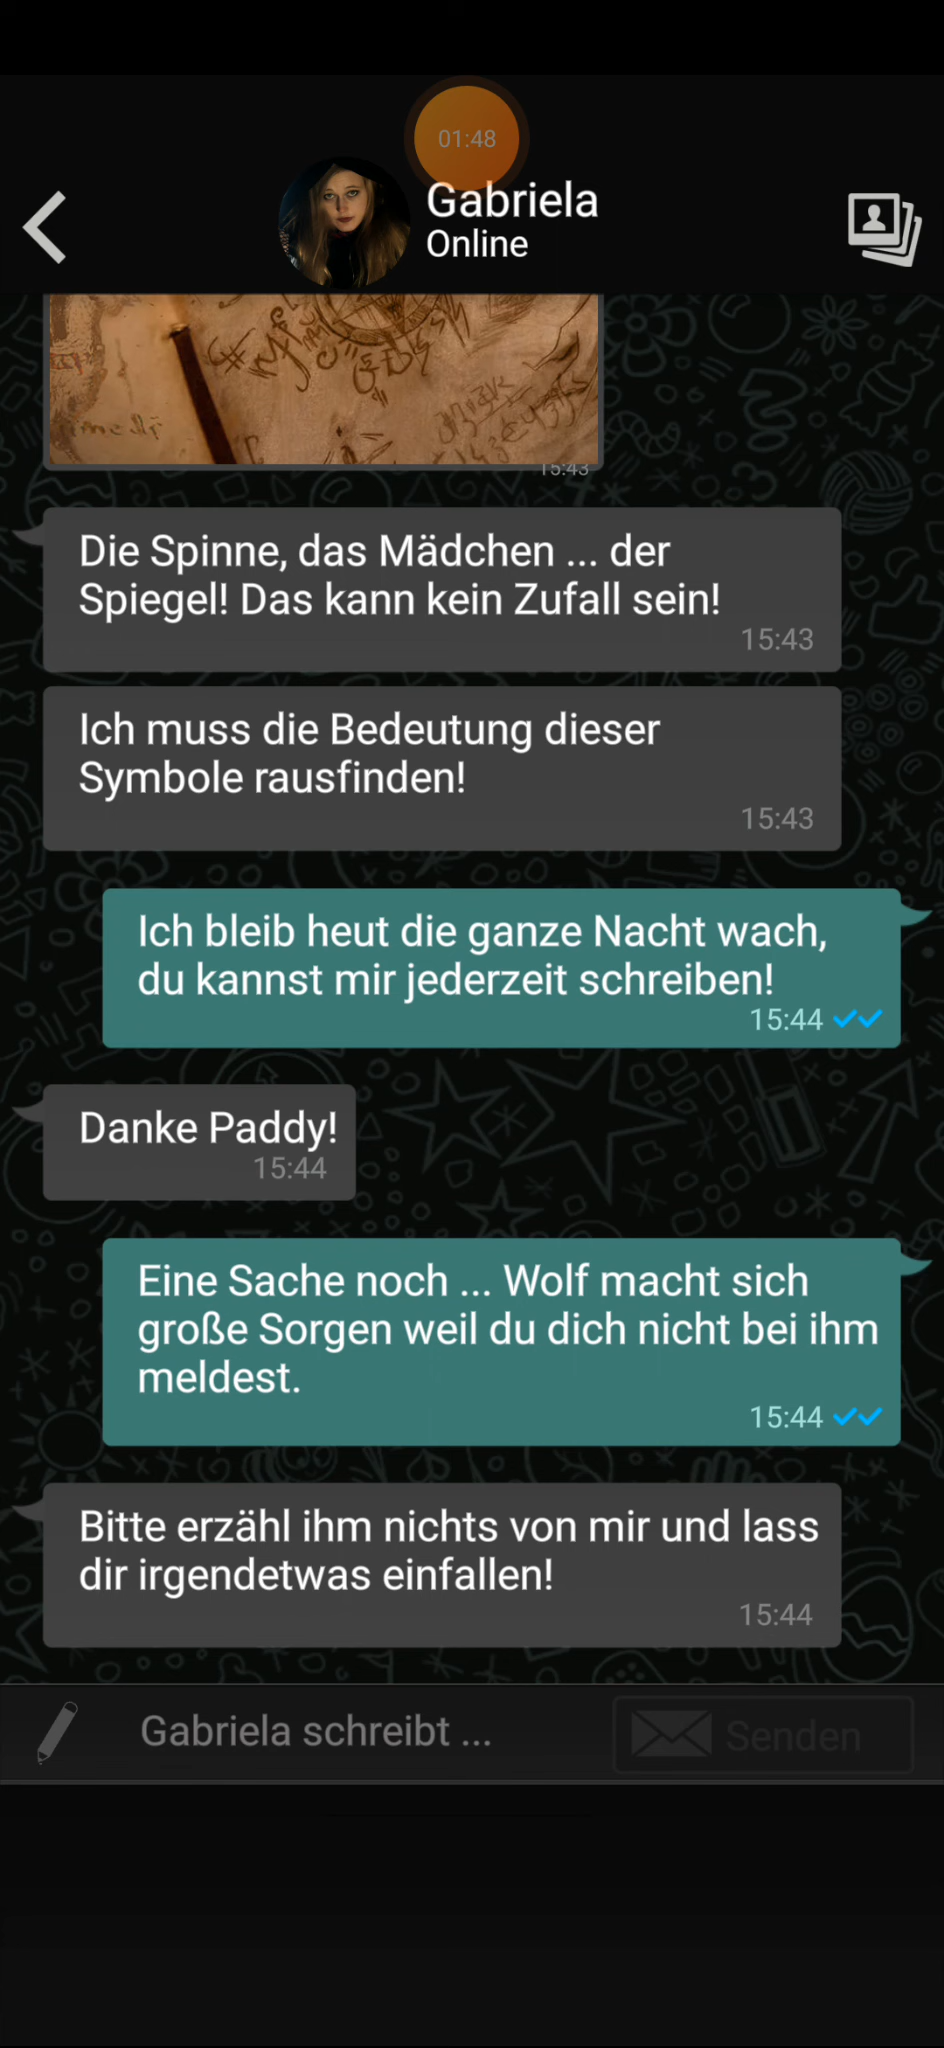 01:48
Gabriela
Online
15:43
Die Spinne, das Mädchen ... der
Spiegel! Das kann kein Zufall sein!
15:43
Ich muss die Bedeutung dieser
Symbole rausfinden!
15:43
Ich bleib heut die ganze Nacht wach,
du kannst mir jederzeit schreiben!
15:44
Danke Paddy!
15:44
Eine Sache noch ... Wolf macht sich
große Sorgen weil du dich nicht bei ihm
meldest.
15:44
Bitte erzähl ihm nichts von mir und lass
dir irgendetwas einfallen!
15:44
Gabriela schreibt ...
Senden